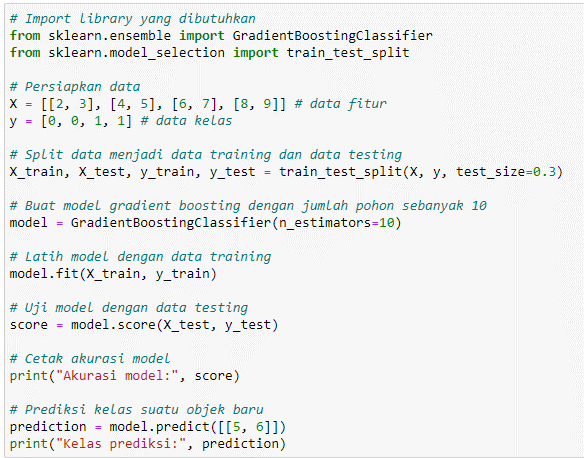 # Import library yang dibutuhkan
from sklearn.ensemble import GradientBoostingClassifier
from sklearn.model_selection import train_test_split
# Persiapkan data
X = [[2, 3], [4, 5], [6, 7], [8, 9]] # data fitur
y = [0, 0, 1, 1] # data kelas
# Split data menjadi data training dan data testing
X_train, X_test, y_train, y_test = train_test_split(X, y, test_size=0.3)
# Buat model gradient boosting dengan jumlah pohon sebanyak 10
model = GradientBoostingClassifier(n_estimators=10)
# Latih model dengan data training
model.fit(X_train, y_train)
# Uji model dengan data testing
score = model.score(X_test, y_test)
# Cetak akurasi model
print("Akurasi model:", score)
# Prediksi kelas suatu objek baru
prediction = model.predict([[5, 6]])
print("Kelas prediksi:", prediction)